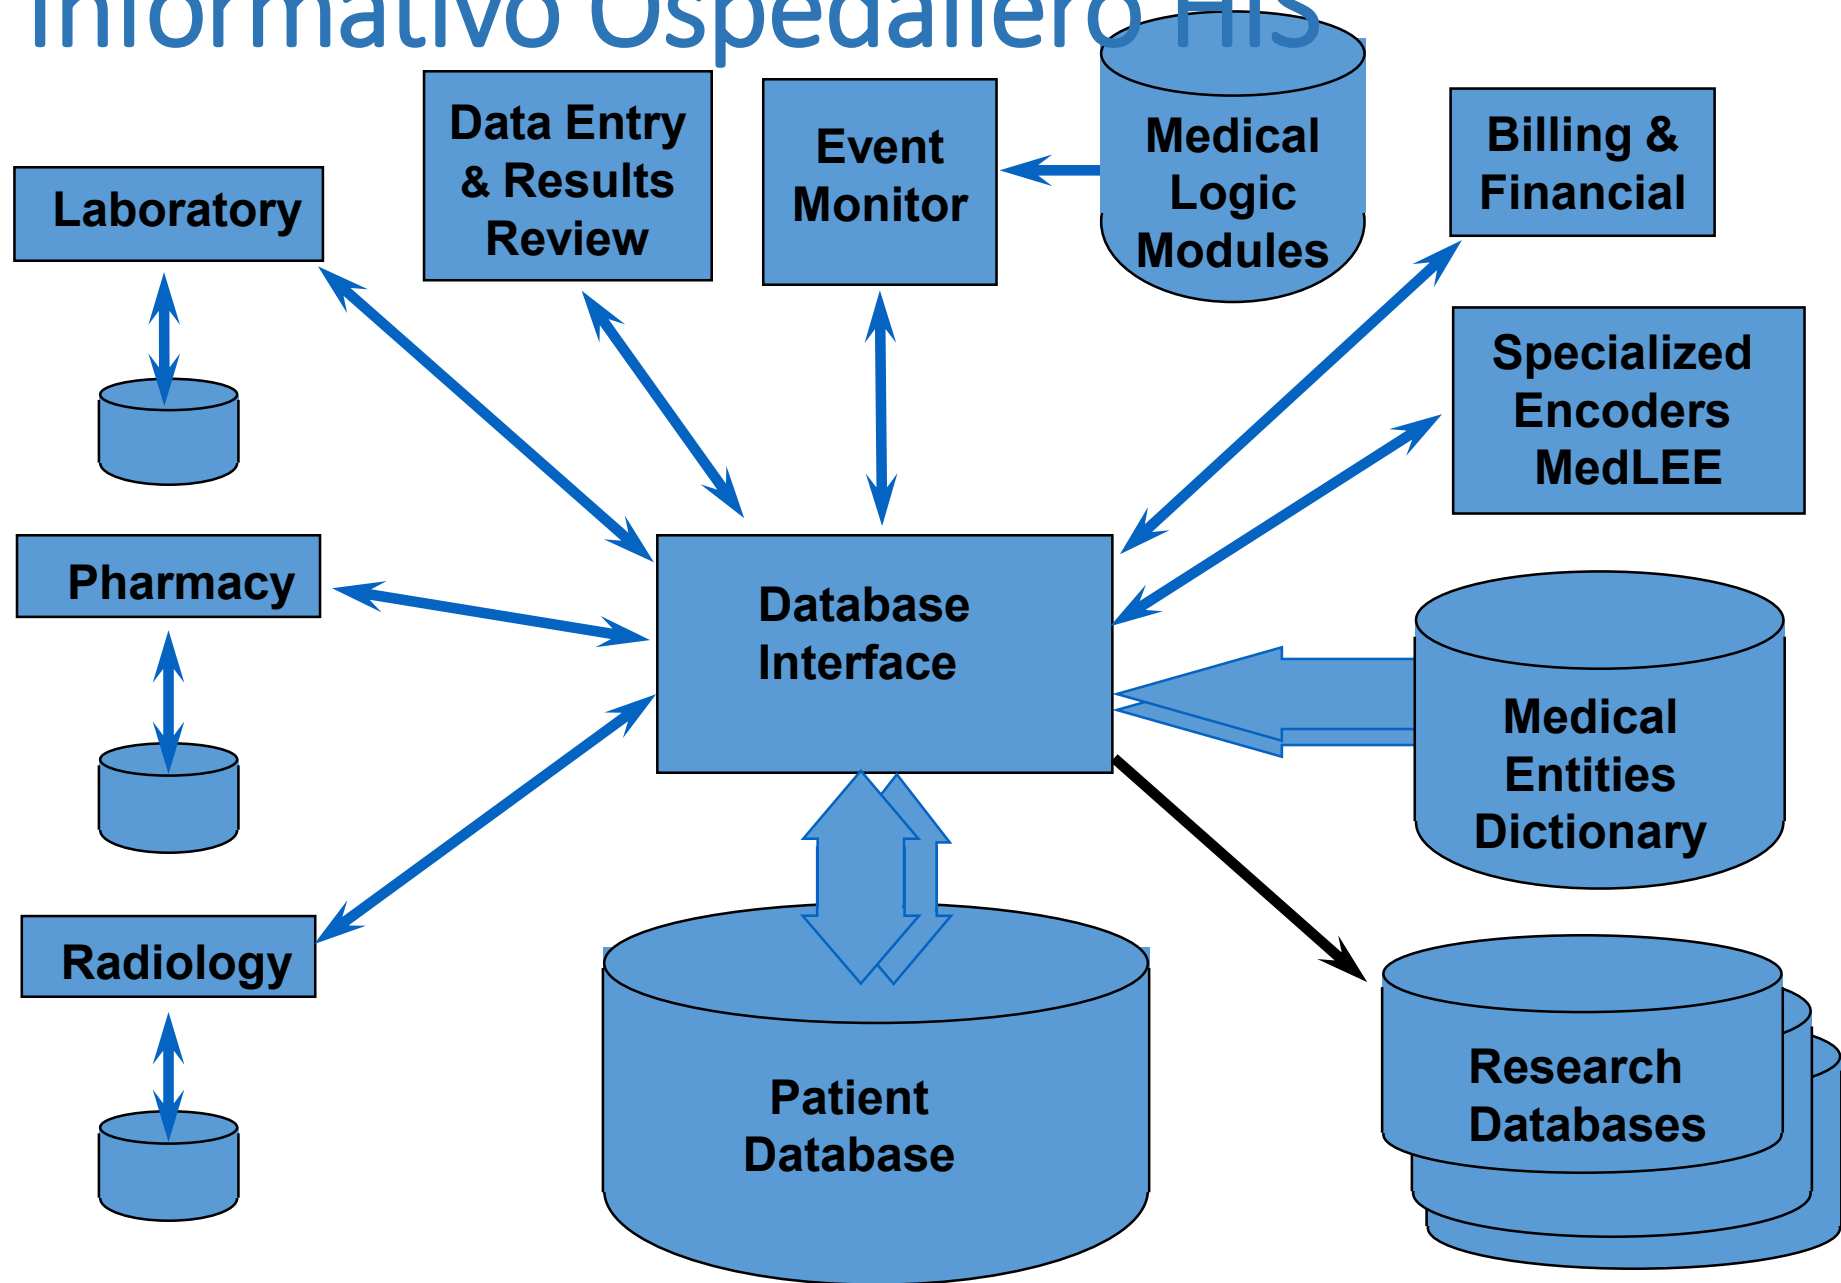 Informativo Ospedaliero HIS
Data Entry
& Results
Review
Event
Monitor
Medical
Logic
Modules
Billing &
Financial
Laboratory
Specialized
Encoders
MedLEE
Pharmacy
Database
Interface
Medical
Entities
Dictionary
Radiology
Patient
Database
Research
Databases